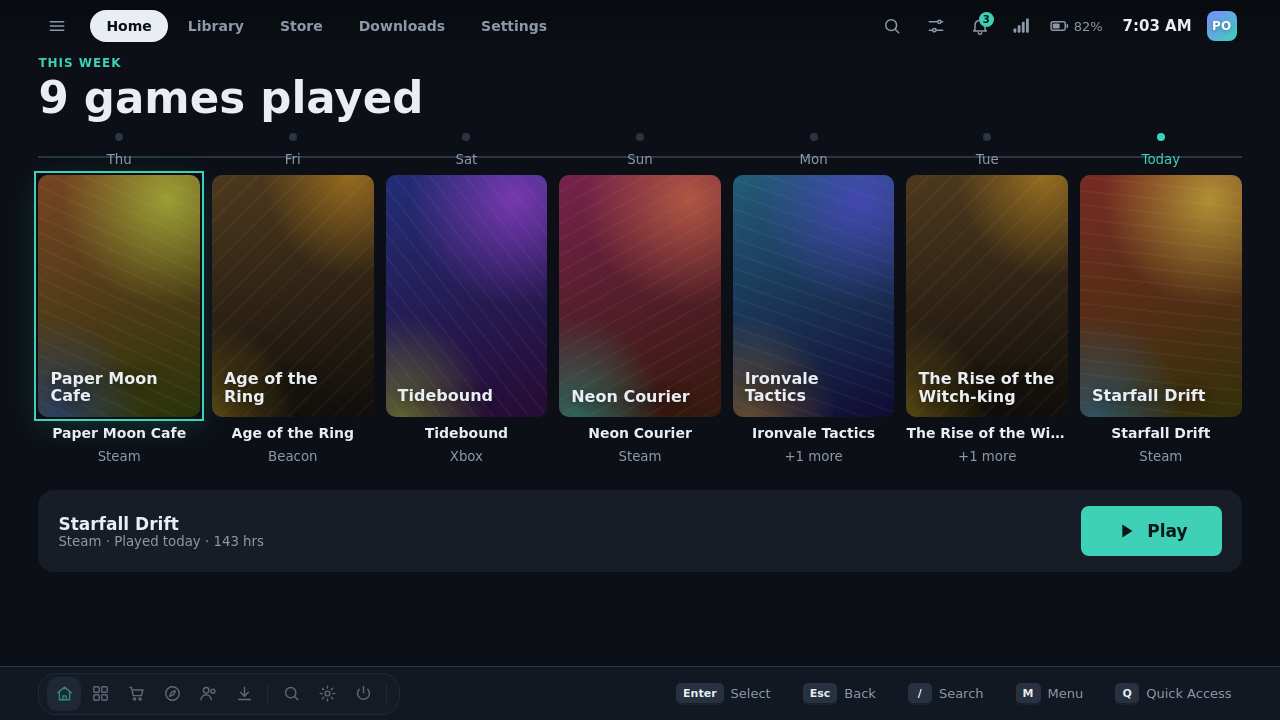 Home
Library
Store
Downloads
Settings
3
82%
7:03 AM
PO
THIS WEEK
9 games played
Thu
Fri
Sat
Sun
Mon
Tue
Today
Paper Moon
Cafe
Age of the
Ring
Tidebound
Neon Courier
Ironvale
Tactics
The Rise of the
Witch-king
Starfall Drift
Paper Moon Cafe
Age of the Ring
Tidebound
Neon Courier
Ironvale Tactics
The Rise of the Wi...
Starfall Drift
Steam
Beacon
Xbox
Steam
+1 more
+1 more
Steam
Starfall Drift
Steam · Played today · 143 hrs
Play
Enter Select
Esc Back
/ Search
M Menu
Q Quick Access